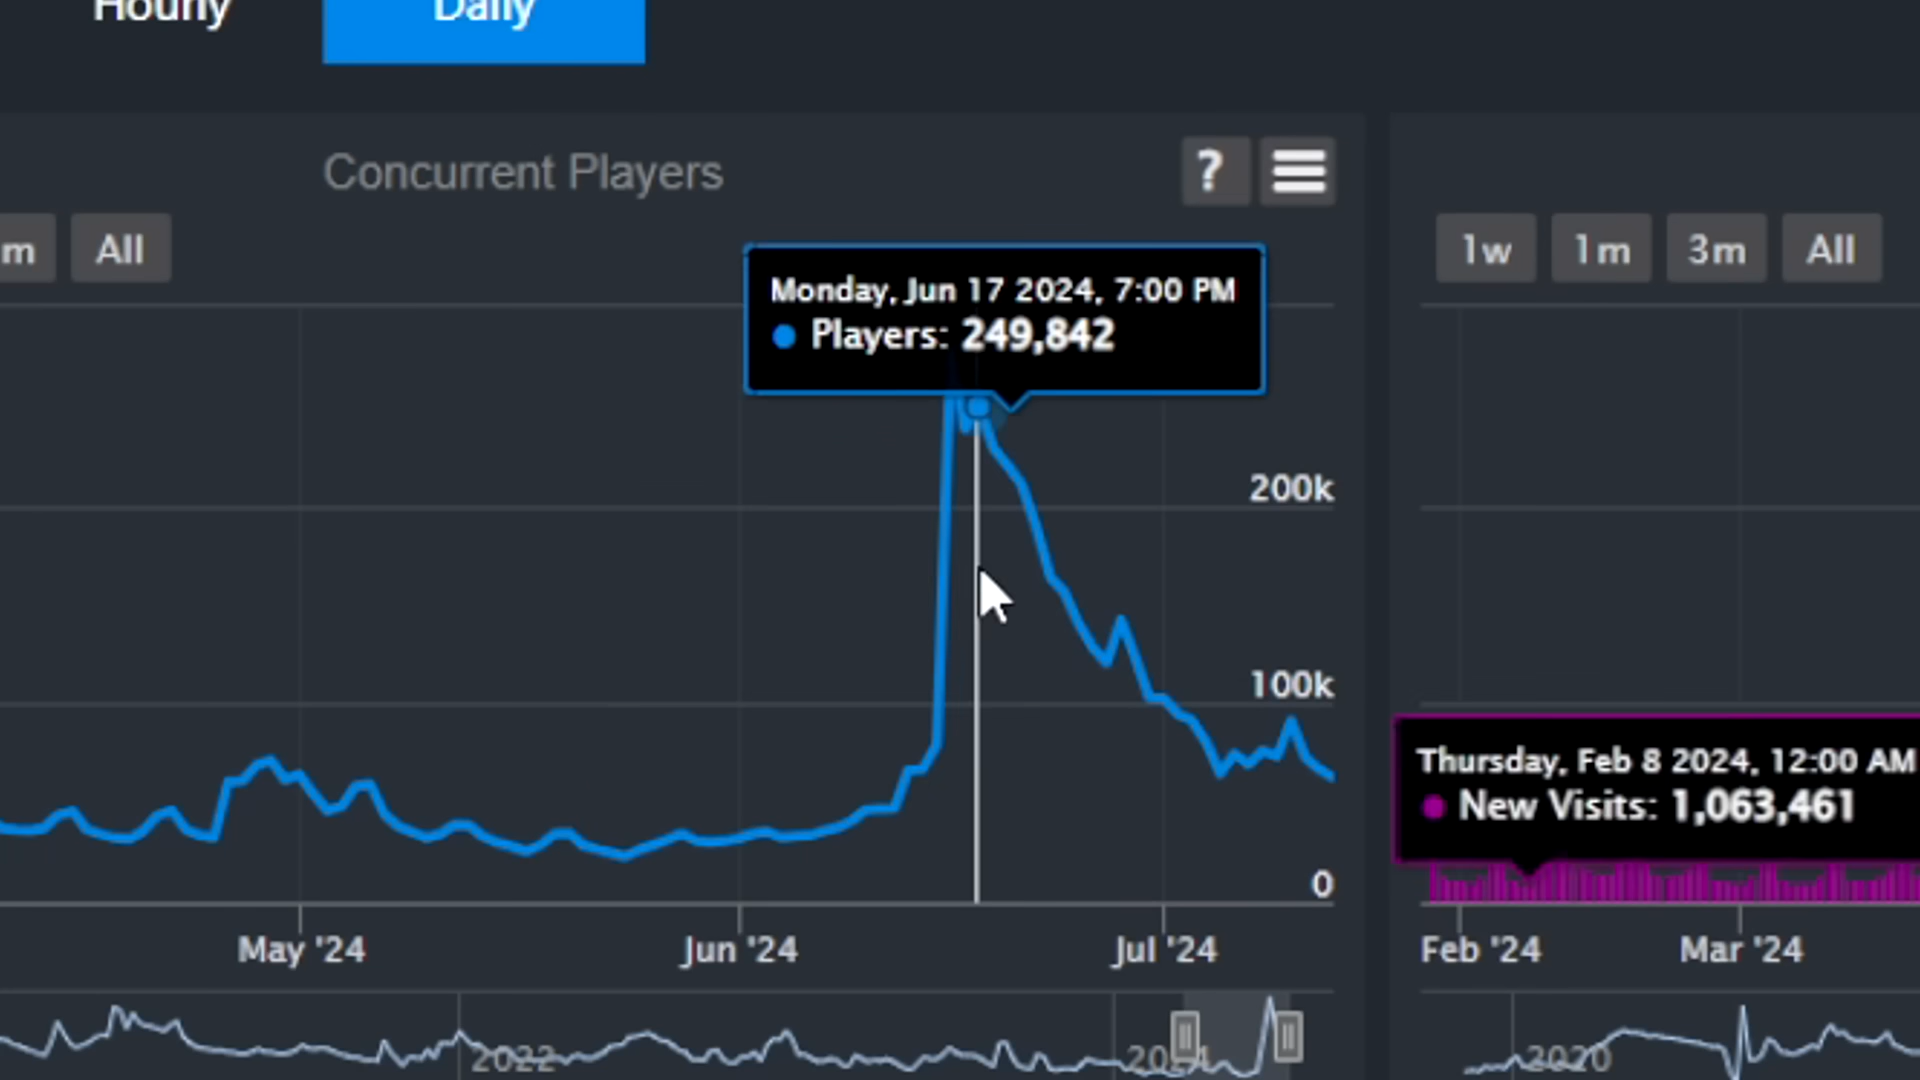 Hourly
Daily
Concurrent Players
?
m
All
1w
1m
3m
All
Monday, Jun 17 2024, 7:00 PM
Players: 249,842
200k
100k
0
May '24
Jun '24
Jul '24
2022
Thursday, Feb 8 2024, 12:00 AM
New Visits: 1,063,461
Feb '24
Mar '24
2020